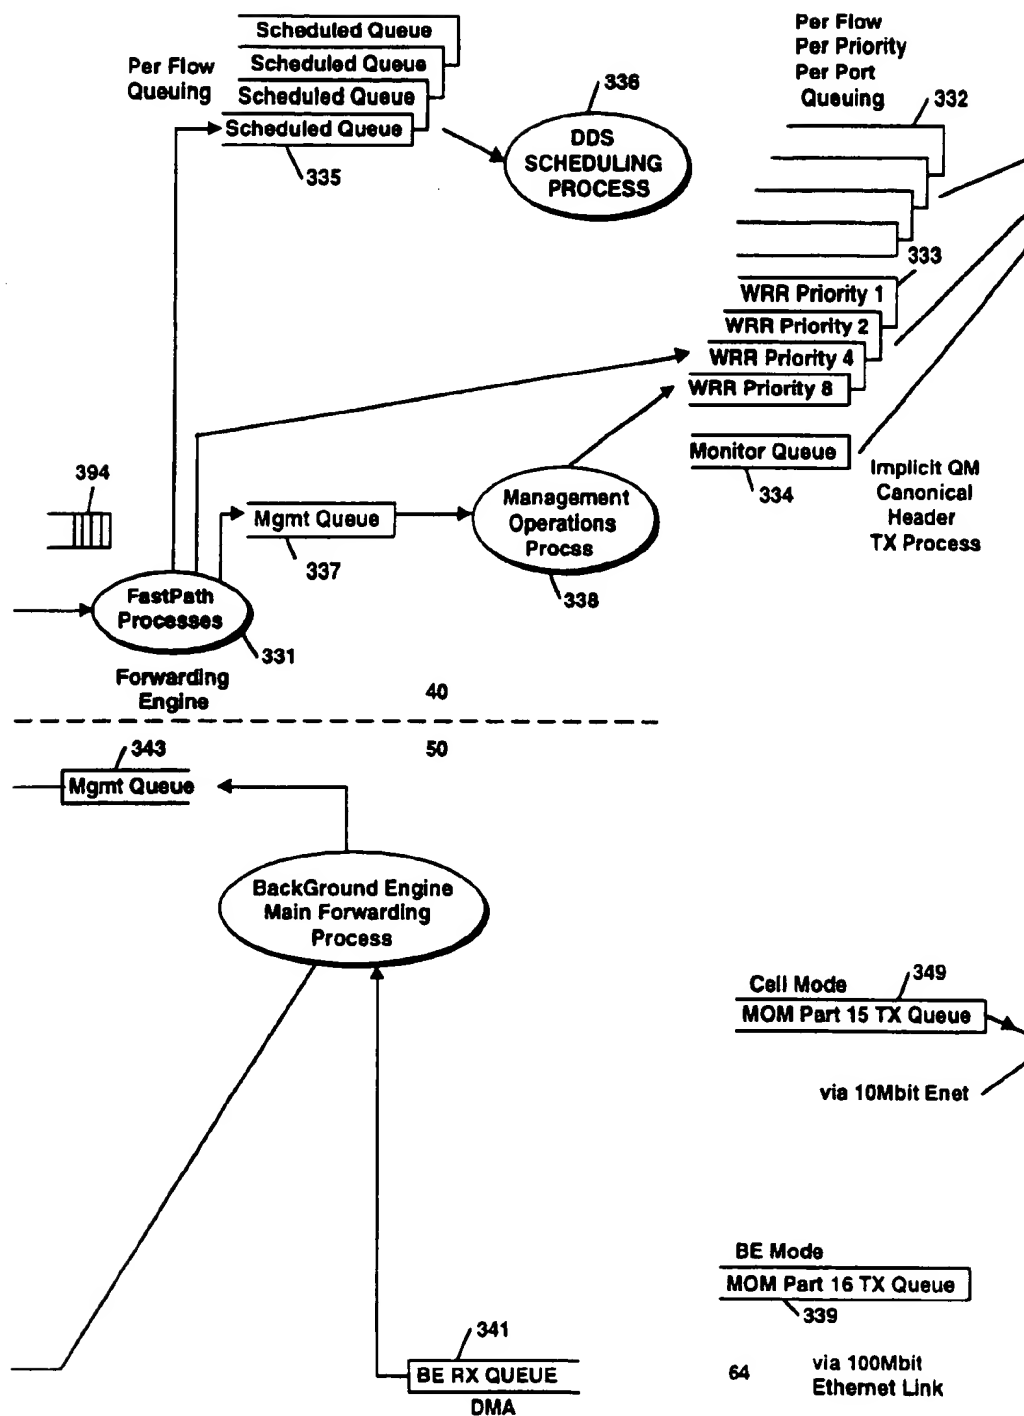 Scheduled Queue
Scheduled Queue
Scheduled Queue
Scheduled Queue
Per Flow
Queuing
335
336
DDS
SCHEDULING
PROCESS
Per Flow
Per Priority
Per Port
Queuing
332
333
WRR Priority 1
WRR Priority 2
WRR Priority 4
WRR Priority 8
Monitor Queue
334
Implicit QM
Canonical
Header
TX Process
394
Mgmt Queue
337
Management
Operations
Procss
338
FastPath
Processes
331
Forwarding
Engine
40
50
343
Mgmt Queue
BackGround Engine
Main Forwarding
Process
Cell Mode
349
MOM Part 15 TX Queue
via 10Mbit Enet
BE Mode
MOM Part 16 TX Queue
339
341
BE RX QUEUE
DMA
64
via 100Mbit
Ethernet Link